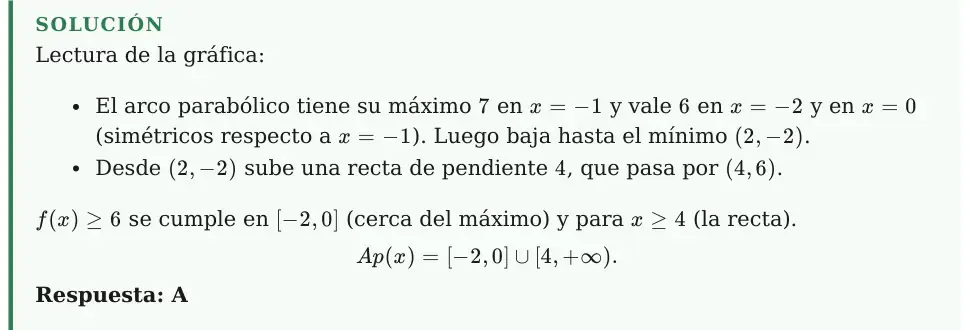 SOLUCIÓN
Lectura de la gráfica:
• El arco parabólico tiene su máximo 7 en x = −1 y vale 6 en x = −2 y en x = 0
(simétricos respecto a x = −1). Luego baja hasta el mínimo (2, −2).
• Desde (2, −2) sube una recta de pendiente 4, que pasa por (4, 6).
f(x) ≥ 6 se cumple en [−2, 0] (cerca del máximo) y para x ≥ 4 (la recta).
Ap(x) = [−2, 0] ∪ [4, +∞).
Respuesta: A